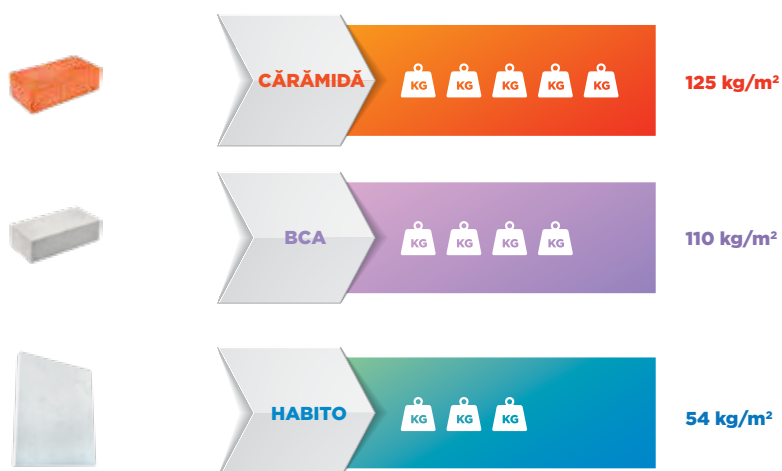 CĂRĂMIDĂ KG KG KG KG KG 125 kg/m²
BCA KG KG KG KG 110 kg/m²
HABITO KG KG KG 54 kg/m²